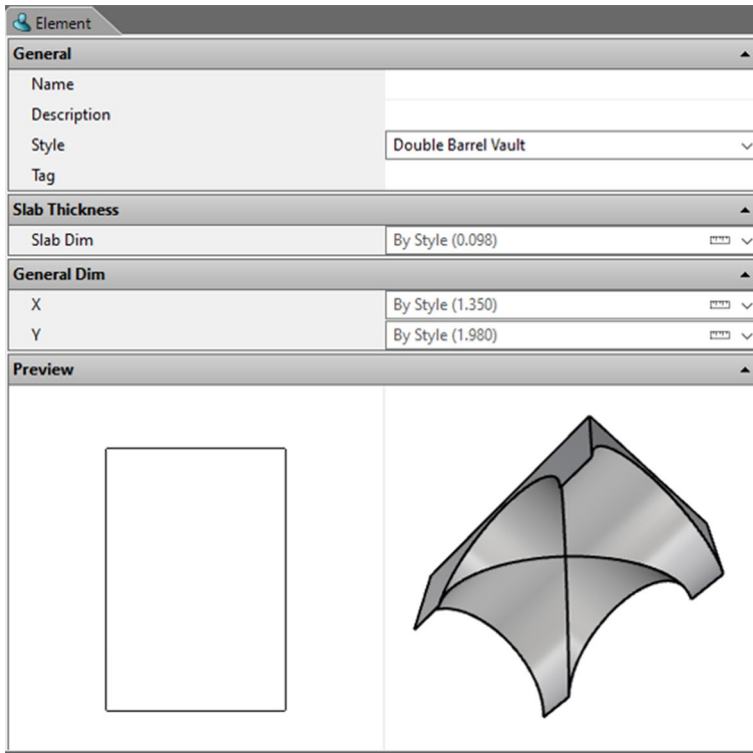 Element
General
Name
Description
Style Double Barrel Vault
Tag
Slab Thickness
Slab Dim By Style (0.098)
General Dim
X By Style (1.350)
Y By Style (1.980)
Preview